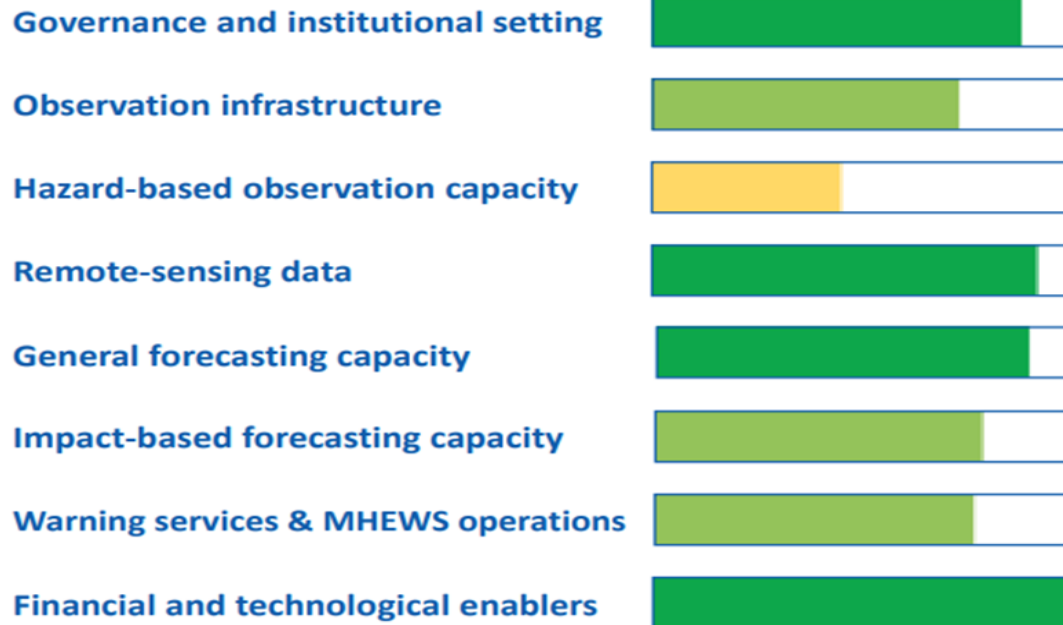 Governance and institutional setting
Observation infrastructure
Hazard-based observation capacity
Remote-sensing data
General forecasting capacity
Impact-based forecasting capacity
Warning services & MHEWS operations
Financial and technological enablers